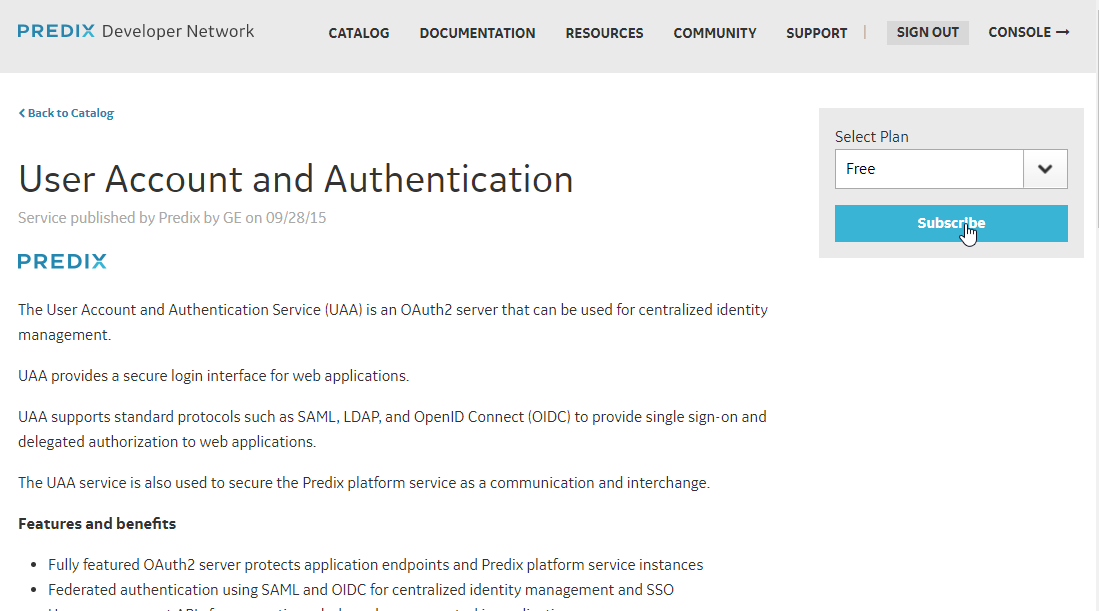 PREDIX Developer Network
CATALOG DOCUMENTATION RESOURCES COMMUNITY SUPPORT | SIGN OUT CONSOLE →
Back to Catalog
User Account and Authentication
Service published by Predix by GE on 09/28/15
PREDIX
The User Account and Authentication Service (UAA) is an OAuth2 server that can be used for centralized identity
management.
UAA provides a secure login interface for web applications.
UAA supports standard protocols such as SAML, LDAP, and OpenID Connect (OIDC) to provide single sign-on and
delegated authorization to web applications.
The UAA service is also used to secure the Predix platform service as a communication and interchange.
Features and benefits
• Fully featured OAuth2 server protects application endpoints and Predix platform service instances
• Federated authentication using SAML and OIDC for centralized identity management and SSO
Select Plan
Free
Subscribe